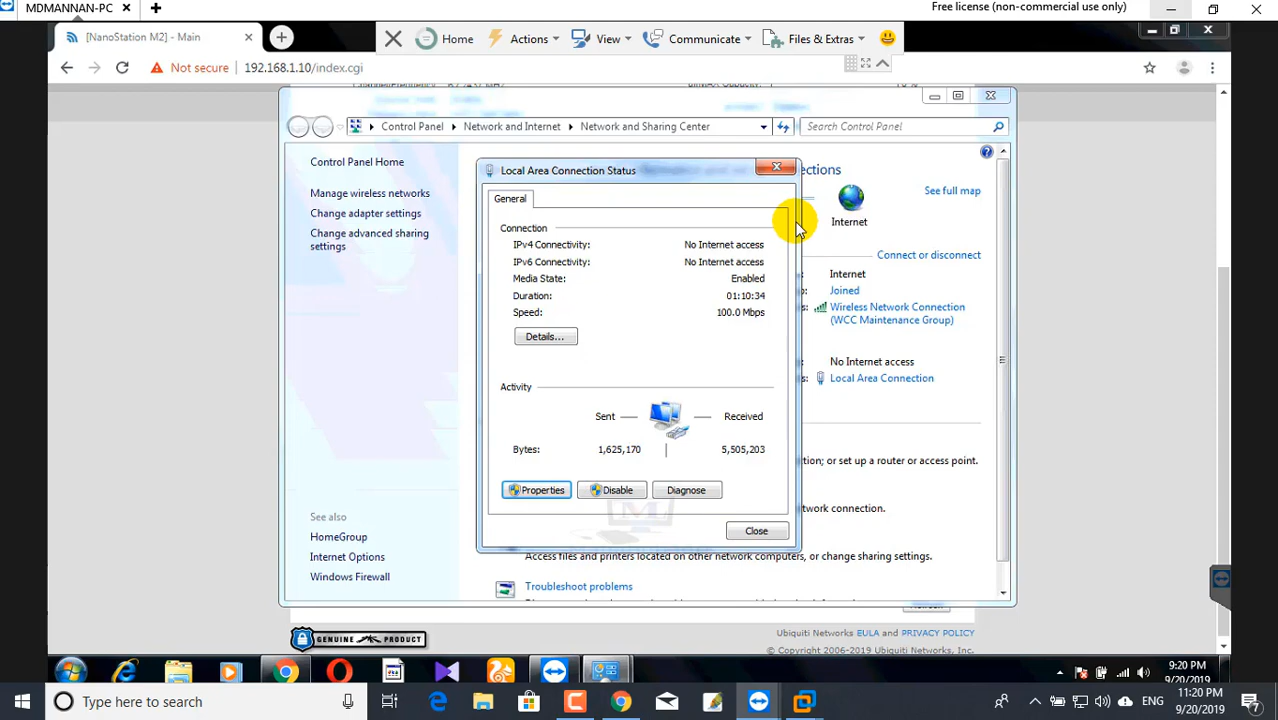 MDMANNAN-PC
Free license (non-commercial use only)
[NanoStation M2] - Main
Home
Actions
View
Communicate
Files & Extras
Not secure
192.168.1.10/index.cgi
Control Panel
Network and Internet
Network and Sharing Center
Search Control Panel
Control Panel Home
Manage wireless networks
Change adapter settings
Change advanced sharing
settings
See also
HomeGroup
Internet Options
Windows Firewall
Local Area Connection Status
General
Connection
IPv4 Connectivity: No Internet access
IPv6 Connectivity: No Internet access
Media State: Enabled
Duration: 01:10:34
Speed: 100.0 Mbps
Details...
Activity
Sent
Received
Bytes: 1,625,170 5,505,203
Properties
Disable
Diagnose
Close
See full map
Internet
Connect or disconnect
Internet
Joined
Wireless Network Connection
(WCC Maintenance Group)
No Internet access
Local Area Connection
or set up a router or access point.
network connection.
Access files and printers located on other network computers, or change sharing settings.
Troubleshoot problems
GENUINE PRODUCT
Ubiquiti Networks EULA and PRIVACY POLICY
© Copyright 2006-2019 Ubiquiti Networks, Inc.
9:20 PM
9/20/2019
Type here to search
ENG
11:20 PM
9/20/2019
7